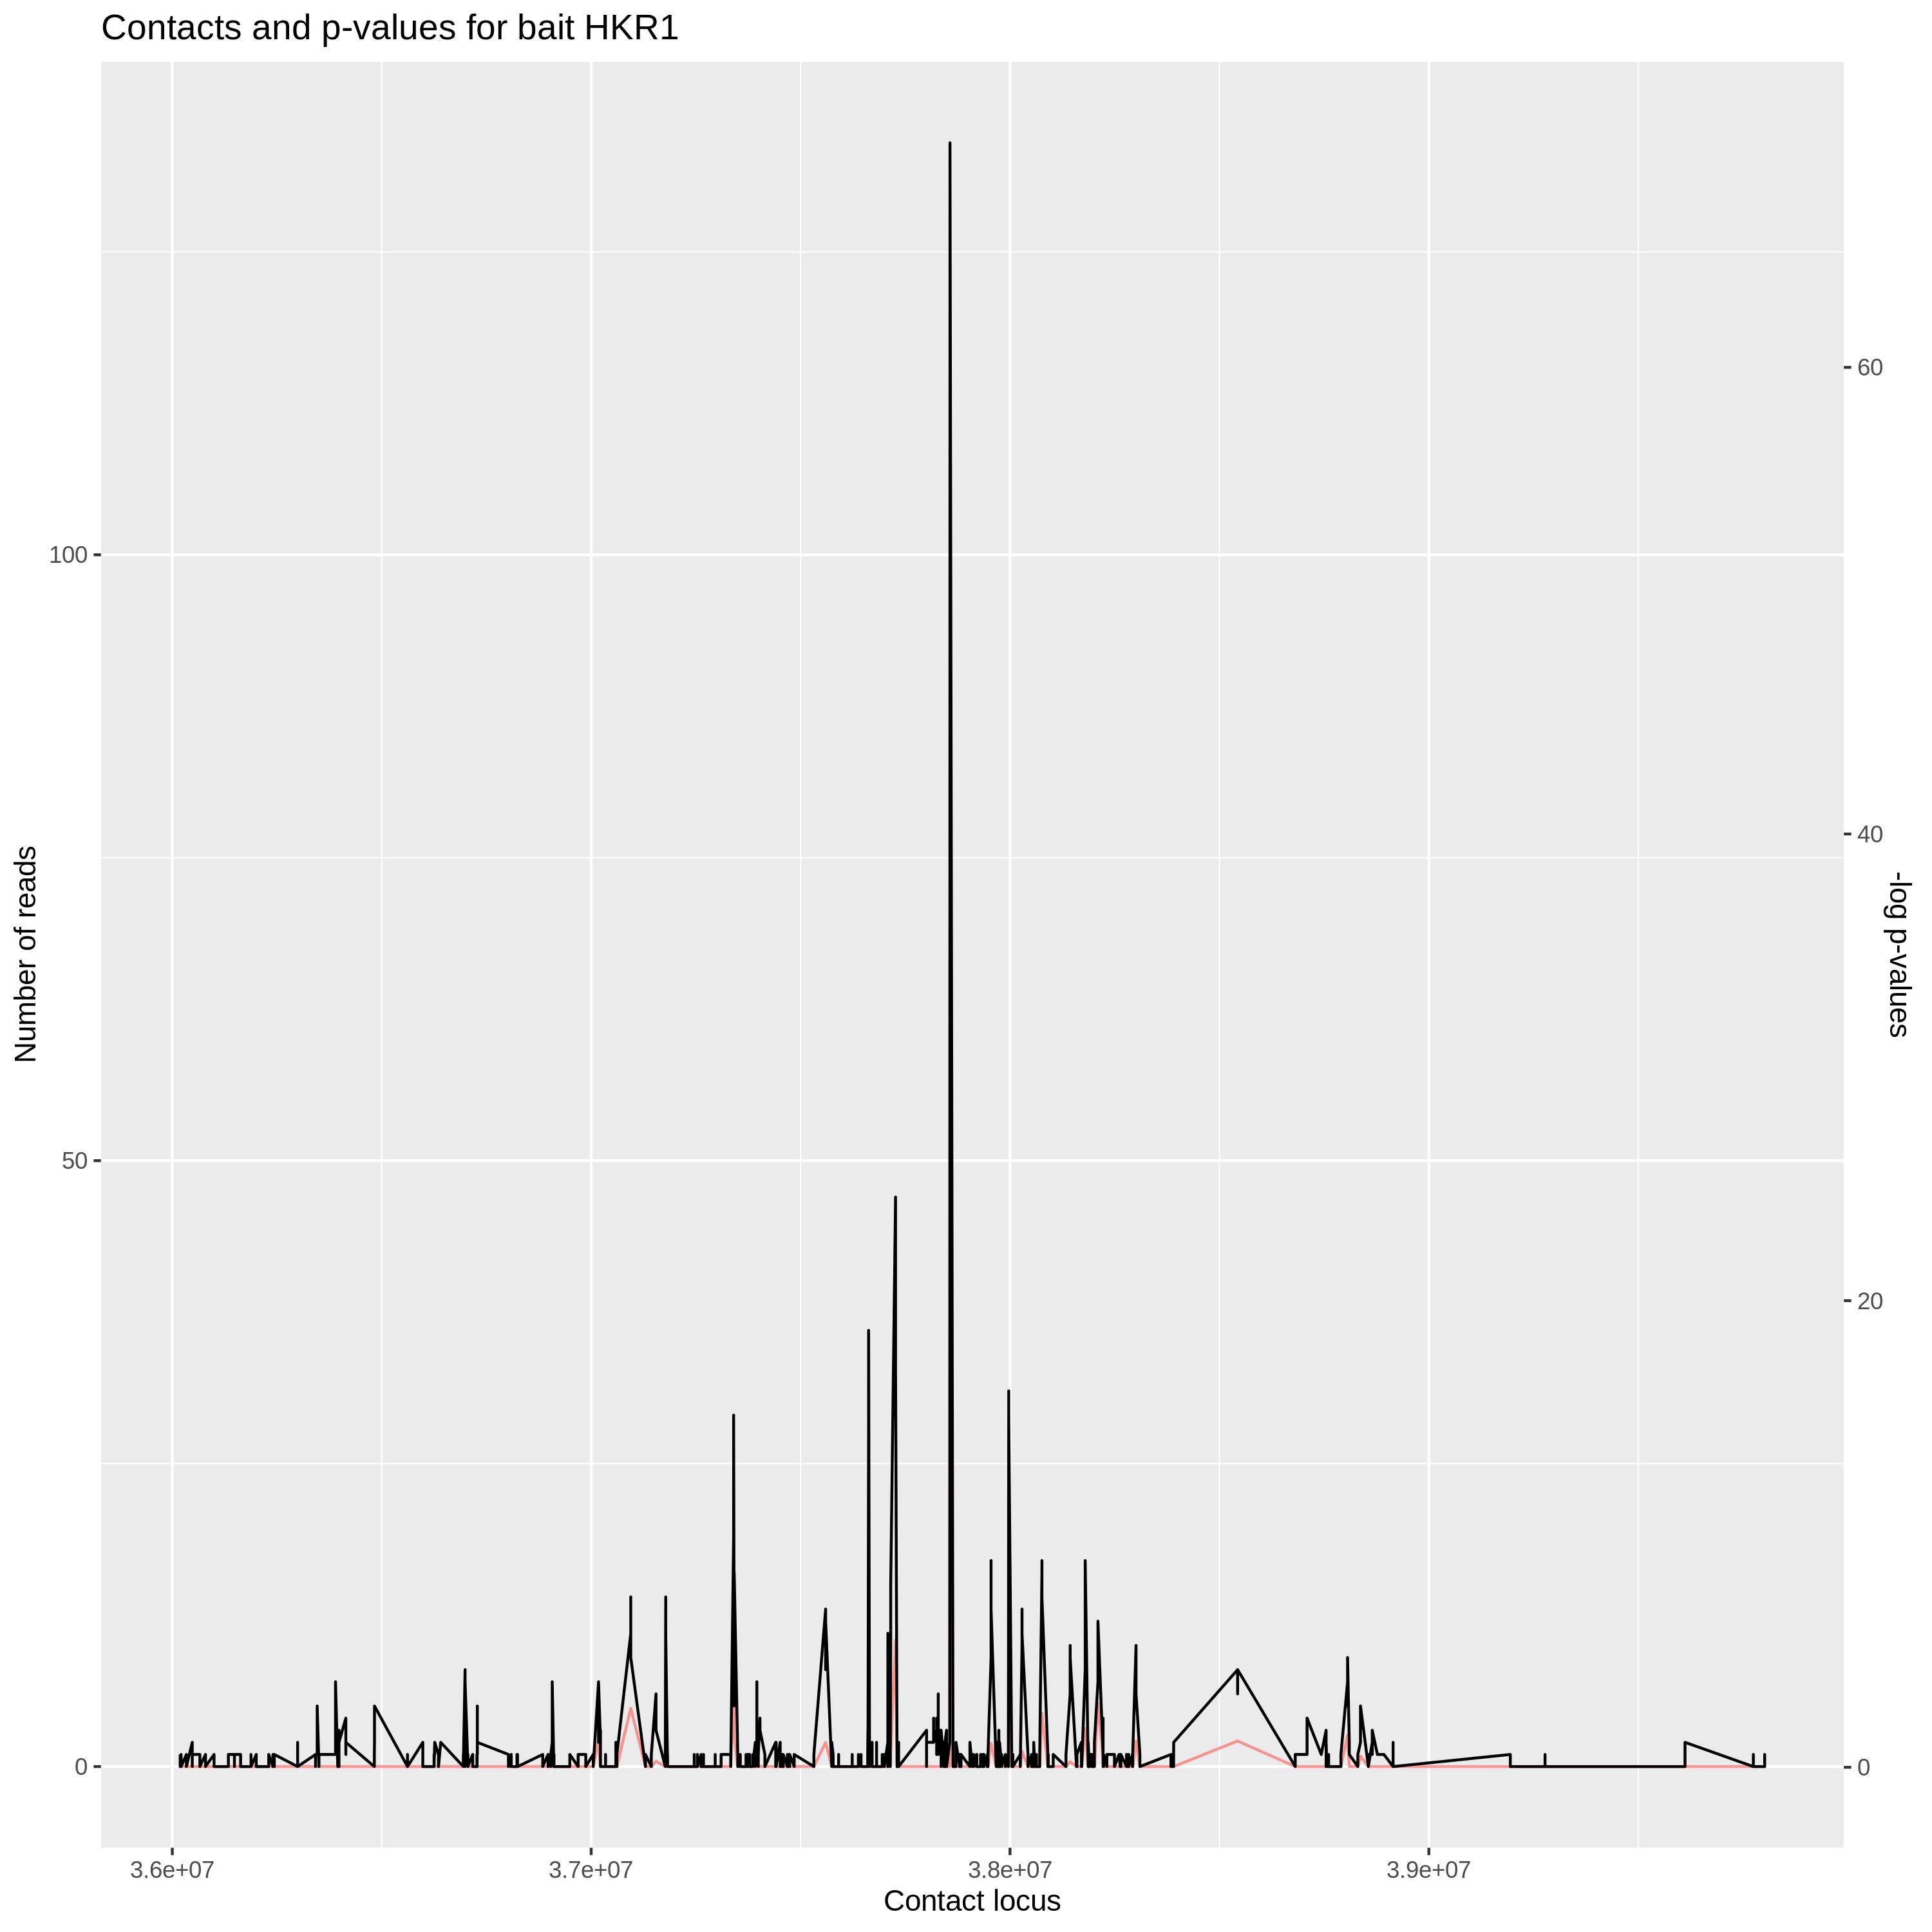 Contacts and p-values for bait HKR1
100
50
0
Number of reads
60
40
20
0
-log p-values
3.6e+07
3.7e+07
3.8e+07
3.9e+07
Contact locus